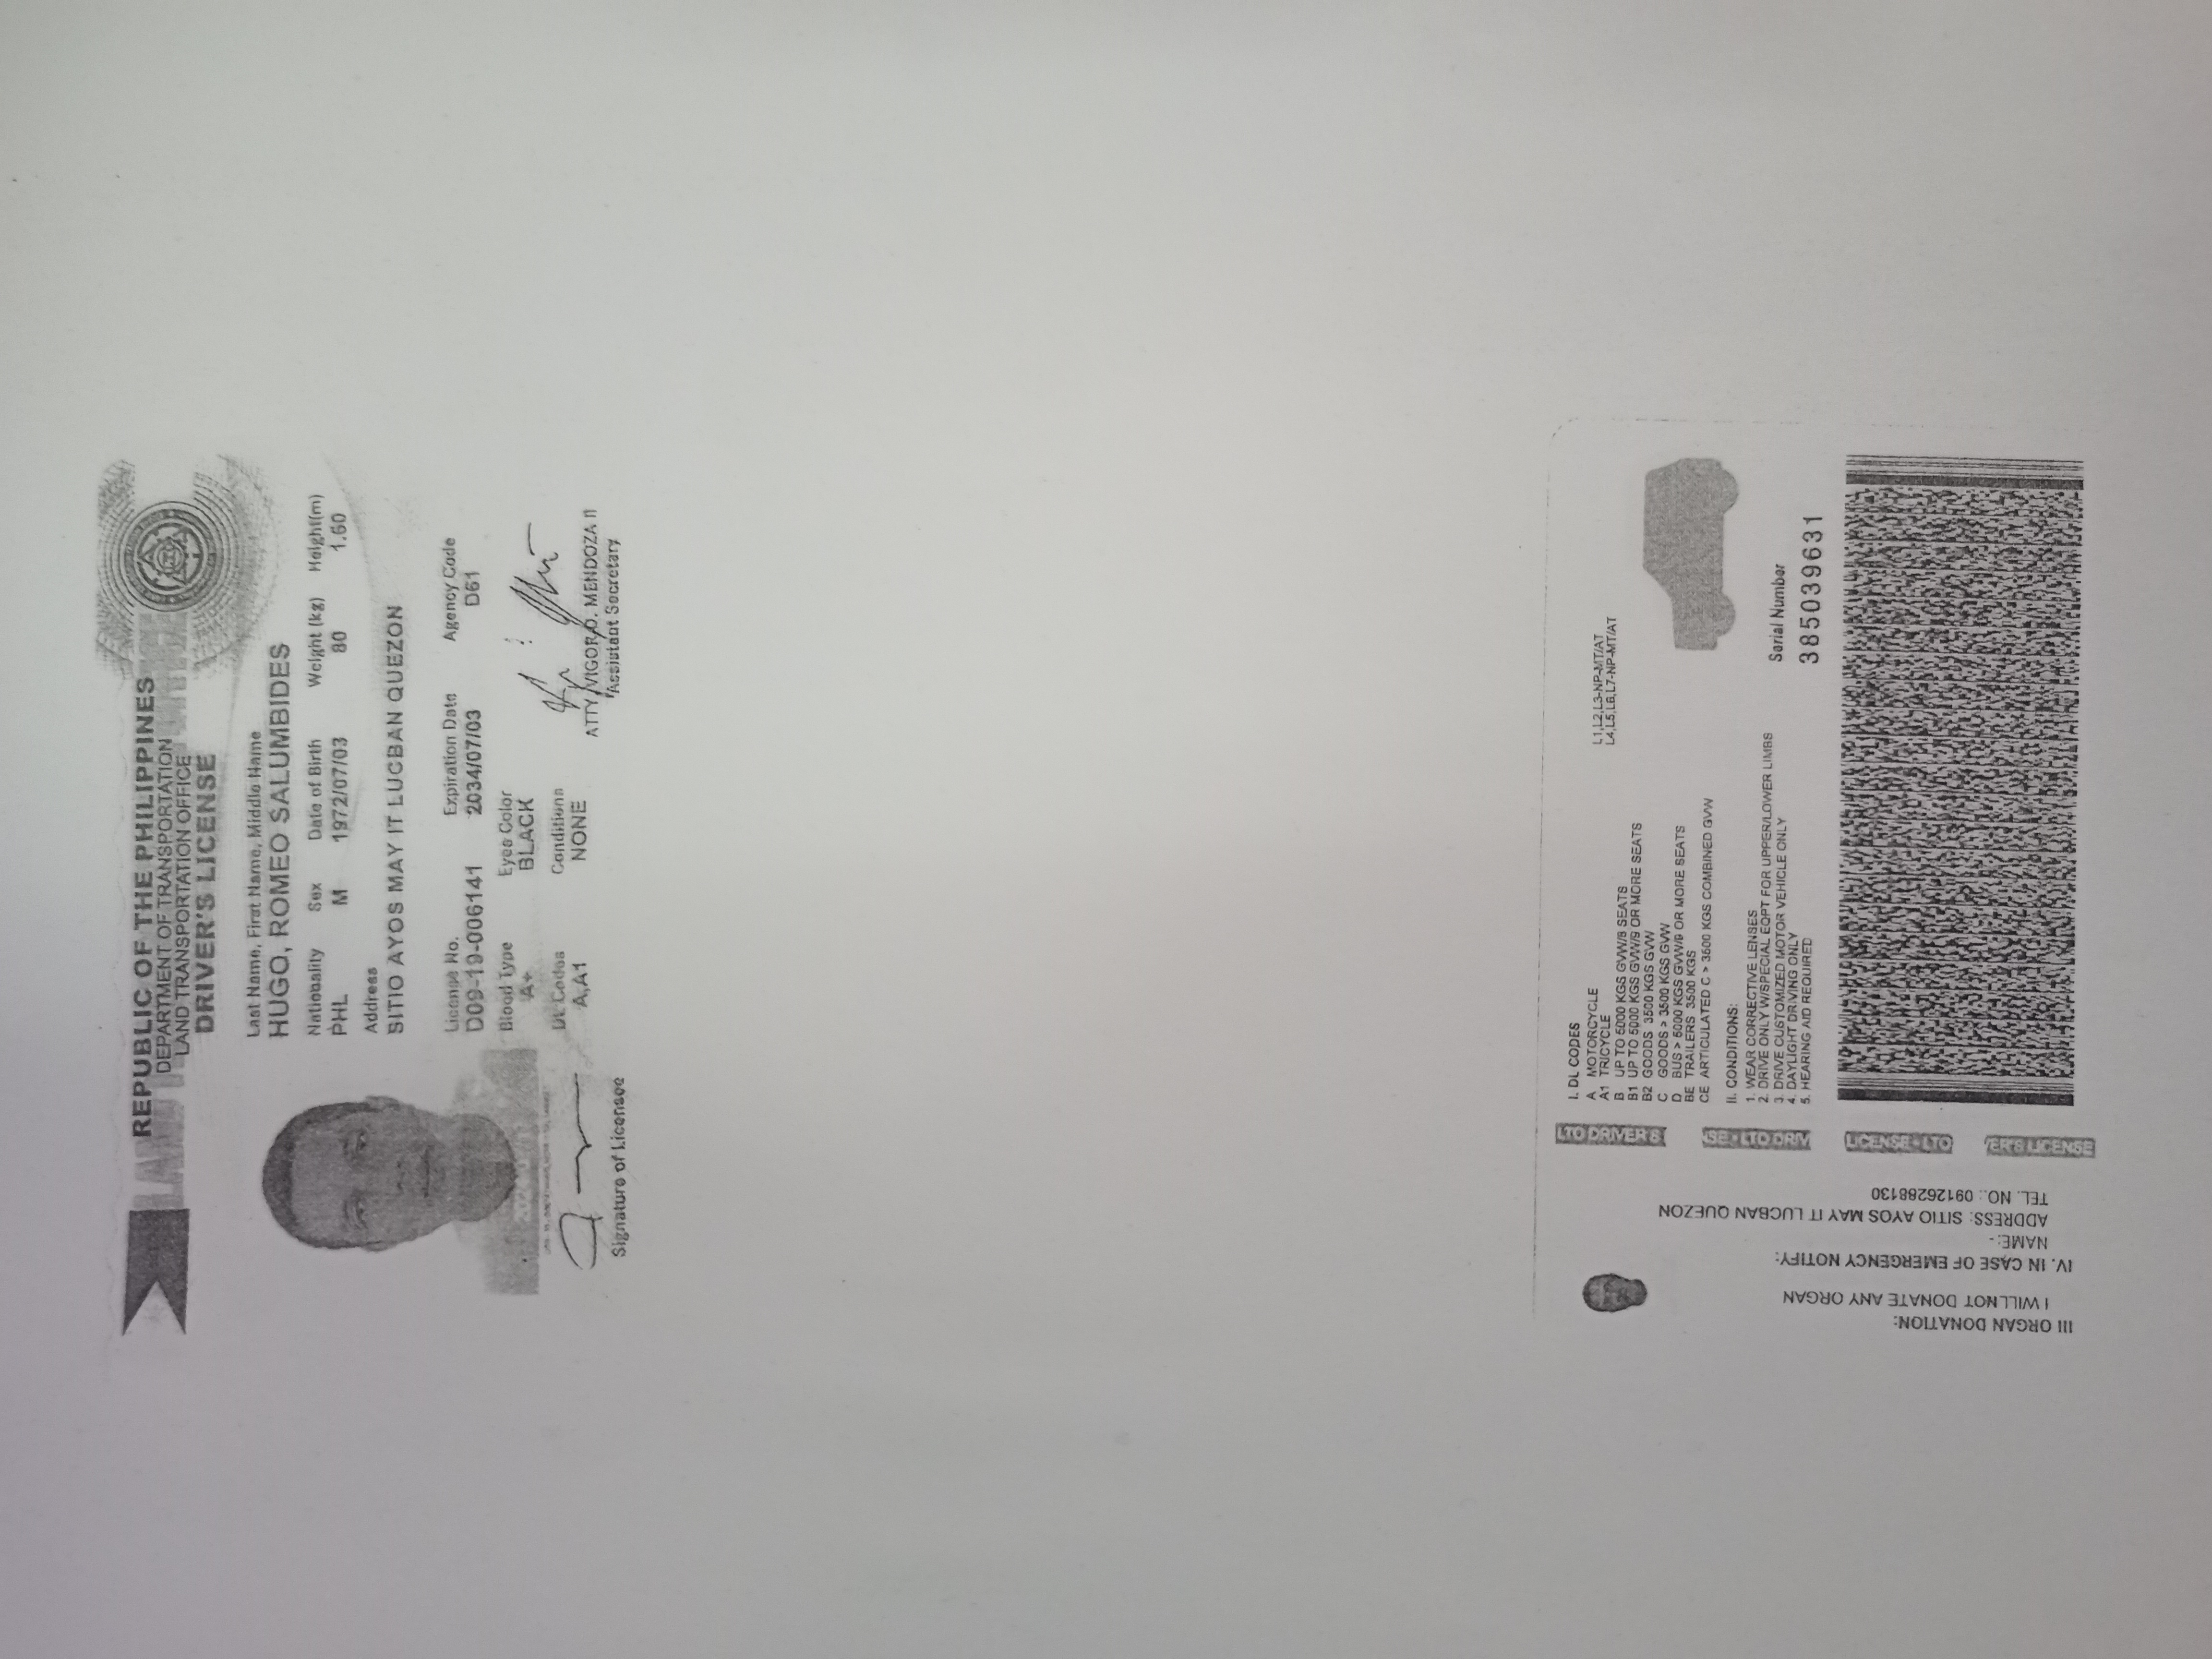 REPUBLIC OF THE PHILIPPINES
DEPARTMENT OF TRANSPORTATION
LAND TRANSPORTATION OFFICE
DRIVER'S LICENSE
Last Name, First Name, Middle Name
HUGO, ROMEO SALUMBIDES
Nationality Sex Date of Birth Weight (kg) Height(m)
PHL M 1972/07/03 80 1.60
Address
SITIO AYOS MAY IT LUCBAN QUEZON
License No. Expiration Date Agency Code
D09-19-006141 2034/07/03 D61
Blood Type Eyes Color
A+ BLACK
DL Codes Conditions
A,A1 NONE
ATTY. VIGOR D. MENDOZA II
Assistant Secretary
Signature of Licensee
I. DL CODES
A MOTORCYCLE L1,L2,L3-NP-MT/AT
A1 TRICYCLE L4,L5,L6,L7-NP-MT/AT
B UP TO 5000 KGS GVW/8 SEATS
B1 UP TO 5000 KGS GVW/9 OR MORE SEATS
B2 GOODS 3500 KGS GVW
C GOODS > 3500 KGS GVW
D BUS > 5000 KGS GVW/9 OR MORE SEATS
BE TRAILERS 3500 KGS
CE ARTICULATED C > 3500 KGS COMBINED GVW
II. CONDITIONS:
1. WEAR CORRECTIVE LENSES
2. DRIVE ONLY W/SPECIAL EQPT FOR UPPER/LOWER LIMBS
3. DRIVE CUSTOMIZED MOTOR VEHICLE ONLY
4. DAYLIGHT DRIVING ONLY
5. HEARING AID REQUIRED
Serial Number
385039631
III ORGAN DONATION:
I WILL NOT DONATE ANY ORGAN
IV. IN CASE OF EMERGENCY NOTIFY:
NAME:-
ADDRESS: SITIO AYOS MAY IT LUCBAN QUEZON
TEL. NO.: 09126288130